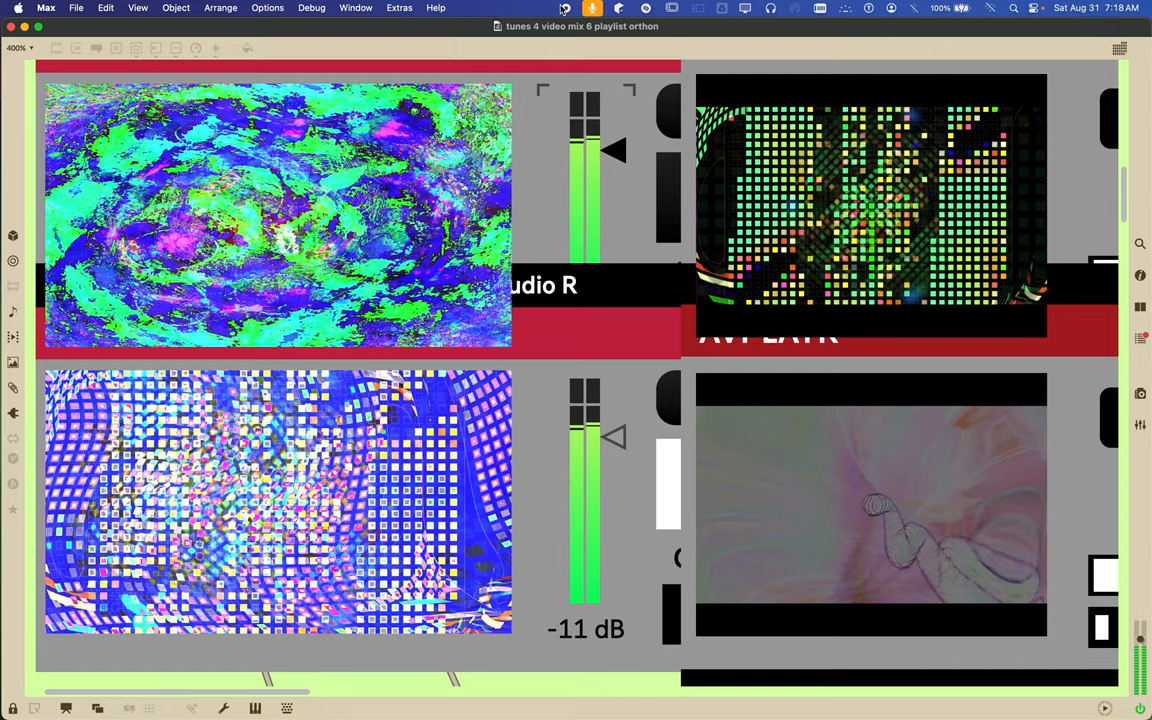 Max File Edit View Object Arrange Options Debug Window Extras Help 100% Sat Aug 31 7:18 AM
tunes 4 video mix 6 playlist orthon
400%
udio R
-11 dB